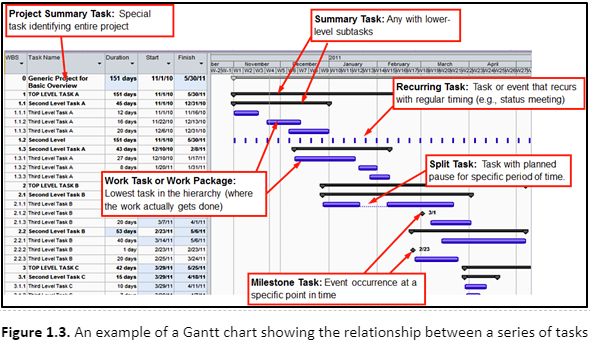 Project Summary Task: Special
task identifying entire project
Summary Task: Any with lower-
level subtasks
WBS Task Name Duration Start Finish
2011
November December January February March April
0 Generic Project for 151 days 11/1/10 5/30/11
Basic Overview
1 TOP LEVEL TASK A 151 days 11/1/10 5/30/11
1.1 Second Level Task A 45 days 11/1/10 12/31/10
1.1.1 Third Level Task A 12 days 11/1/10 11/16/10
1.1.2 Third Level Task A 16 days 11/22/10 12/13/10
1.1.3 Third Level Task A 20 days 12/6/10 12/31/10
1.2 Second Level 151 days 11/1/10 5/30/11
1.3 Second Level Task A 43 days 12/10/10 2/8/11
1.3.1 Third Level Task A 27 days 12/10/10 1/17/11
1.3.2 Third Level Task A 8 days 1/20/11 1/31/11
1.3.3 Third Level Task A
2 TOP LEVEL TASK B
2.1 Second Level Task B
2.1.1 Third Level Task B
2.1.2 Third Level Task B
2.1.3 Third Level Task B 20 days 3/7/11 4/1/11
2.2 Second Level Task B 53 days 2/23/11 5/6/11
2.2.1 Third Level Task B 40 days 3/14/11 5/6/11
2.2.2 Third Level Task B 1 day 2/23/11 2/23/11
2.2.3 Third Level Task B 20 days 2/25/11 3/24/11
3 TOP LEVEL TASK C 42 days 3/29/11 5/25/11
3.1 Second Level Task C 15 days 3/29/11 4/18/11
3.1.1 Third Level Task C 10 days 3/29/11 4/11/11
Recurring Task: Task or event that recurs
with regular timing (e.g., status meeting)
Split Task: Task with planned
pause for specific period of time.
Work Task or Work Package:
Lowest task in the hierarchy (where
the work actually gets done)
3/1
2/23
Milestone Task: Event occurrence at a
specific point in time
Figure 1.3. An example of a Gantt chart showing the relationship between a series of tasks